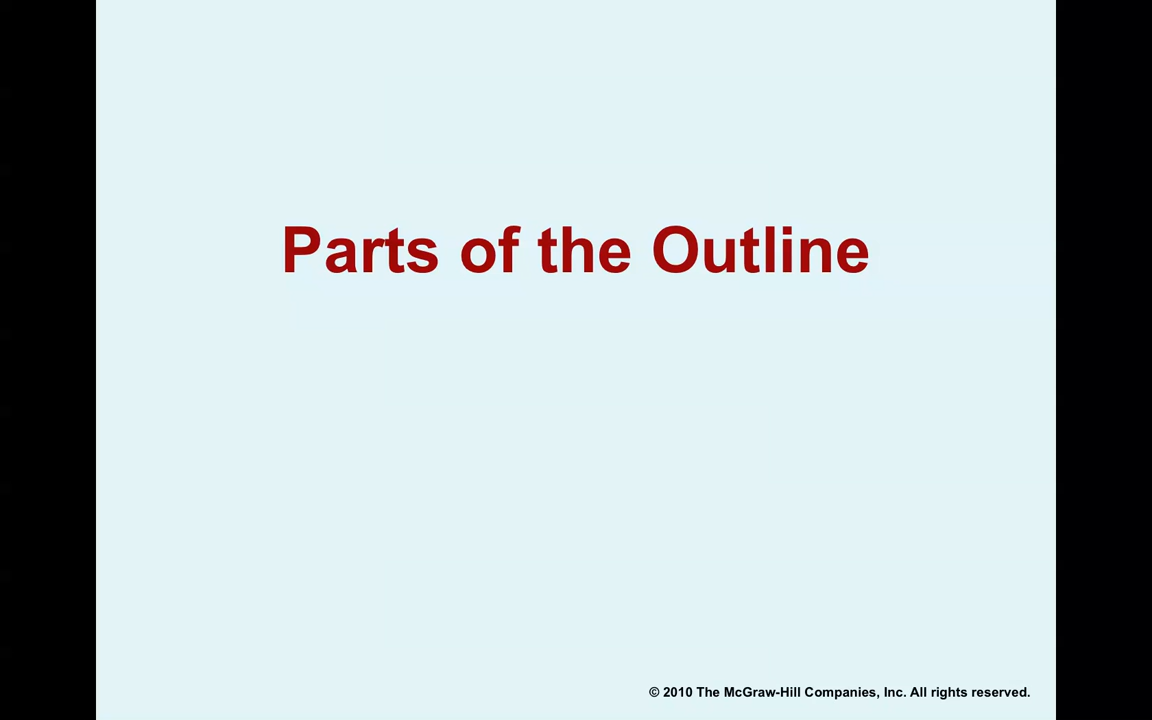 Parts of the Outline
© 2010 The McGraw-Hill Companies, Inc. All rights reserved.